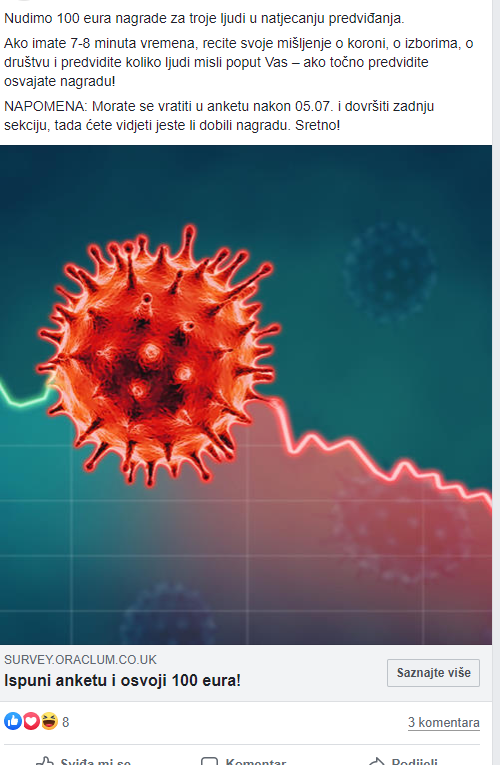 Nudimo 100 eura nagrade za troje ljudi u natjecanju predviđanja.
Ako imate 7-8 minuta vremena, recite svoje mišljenje o koroni, o izborima, o
društvu i predvidite koliko ljudi misli poput Vas – ako točno predvidite
osvajate nagradu!
NAPOMENA: Morate se vratiti u anketu nakon 05.07. i dovršiti zadnju
sekciju, tada ćete vidjeti jeste li dobili nagradu. Sretno!
SURVEY.ORACLUM.CO.UK
Ispuni anketu i osvoji 100 eura!
Saznajte više
8
3 komentara
Sviđa mi se
Komentar
Podijeli